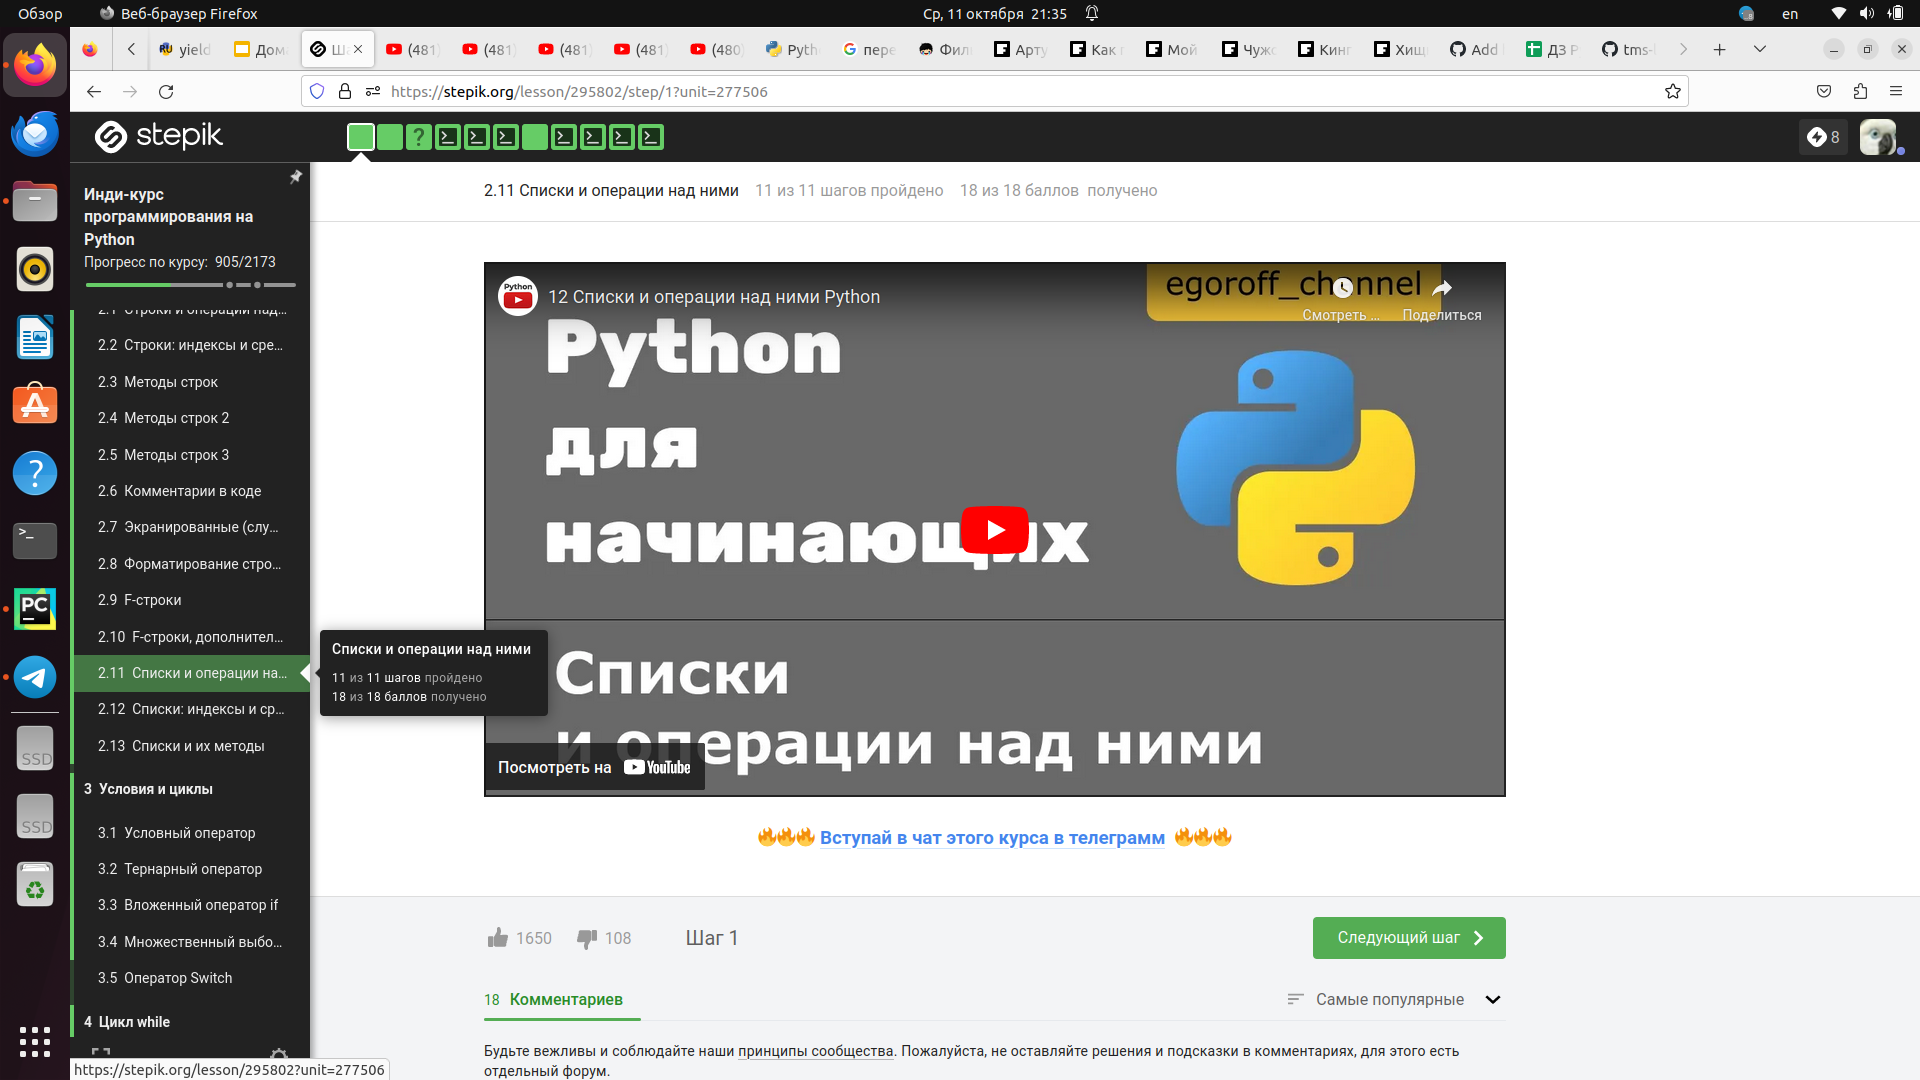 Обзор
Веб-браузер Firefox
Ср, 11 октября 21:35
en
yield
Дом
Ш
(481)
(481)
(481)
(481)
(480)
Pyth
пере
Фил
Арту
Как
Мой
Чуж
Кинг
Хищ
Add
ДЗ Р
tms-
https://stepik.org/lesson/295802/step/1?unit=277506
stepik
?
8
Инди-курс
программирования на
Python
Прогресс по курсу: 905/2173
2.1 Строки и операции над...
2.2 Строки: индексы и сре...
2.3 Методы строк
2.4 Методы строк 2
2.5 Методы строк 3
2.6 Комментарии в коде
2.7 Экранированные (слу...
2.8 Форматирование стро...
2.9 F-строки
2.10 F-строки, дополнител...
2.11 Списки и операции на...
2.12 Списки: индексы и ср...
2.13 Списки и их методы
3 Условия и циклы
3.1 Условный оператор
3.2 Тернарный оператор
3.3 Вложенный оператор if
3.4 Множественный выбо...
3.5 Оператор Switch
4 Цикл while
https://stepik.org/lesson/295802?unit=277506
Списки и операции над ними
11 из 11 шагов пройдено
18 из 18 баллов получено
2.11 Списки и операции над ними 11 из 11 шагов пройдено 18 из 18 баллов получено
Python
12 Списки и операции над ними Python
egoroff_channel
Смотреть ...
Поделиться
Python
для
начинающих
Списки
и операции над ними
Посмотреть на YouTube
Вступай в чат этого курса в телеграмм
1650
108
Шаг 1
Следующий шаг
18 Комментариев
Самые популярные
Будьте вежливы и соблюдайте наши принципы сообщества. Пожалуйста, не оставляйте решения и подсказки в комментариях, для этого есть
отдельный форум.
PC
SSD
SSD